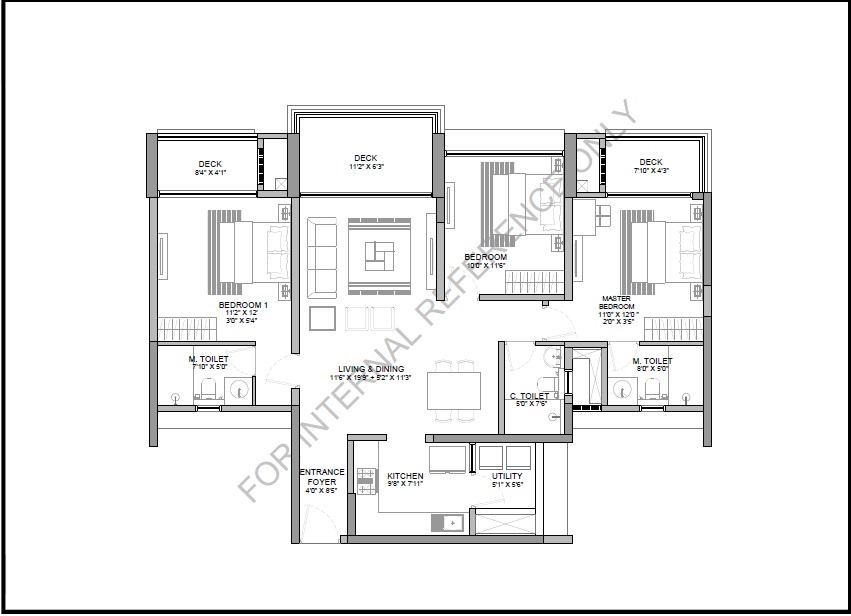 DECK
8'4" X 4'1"
DECK
11'2" X 6'3"
DECK
7'10" X 4'3"
BEDROOM
10'0" X 11'6"
BEDROOM 1
11'2" X 12'
3'0" X 5'4"
MASTER
BEDROOM
11'0" X 12'0 "
2'0" X 3'5"
M. TOILET
7'10" X 5'0"
LIVING & DINING
11'6" X 19'9" + 5'2" X 11'3"
M. TOILET
8'0" X 5'0"
C. TOILET
5'0" X 7'6"
ENTRANCE
FOYER
4'0" X 8'5"
KITCHEN
9'8" X 7'11"
UTILITY
5'1" X 5'6"
FOR INTERNAL REFERENCE ONLY